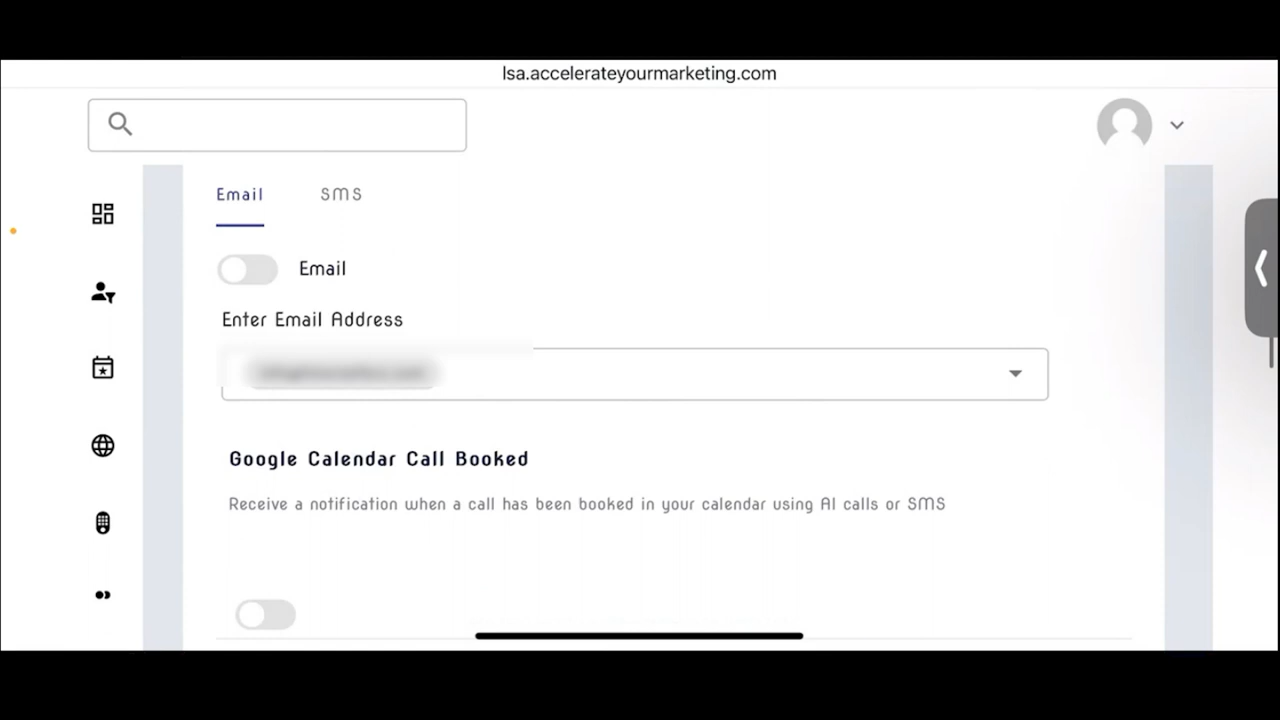 lsa.accelerateyourmarketing.com
Email SMS
Email
Enter Email Address
Google Calendar Call Booked
Receive a notification when a call has been booked in your calendar using AI calls or SMS